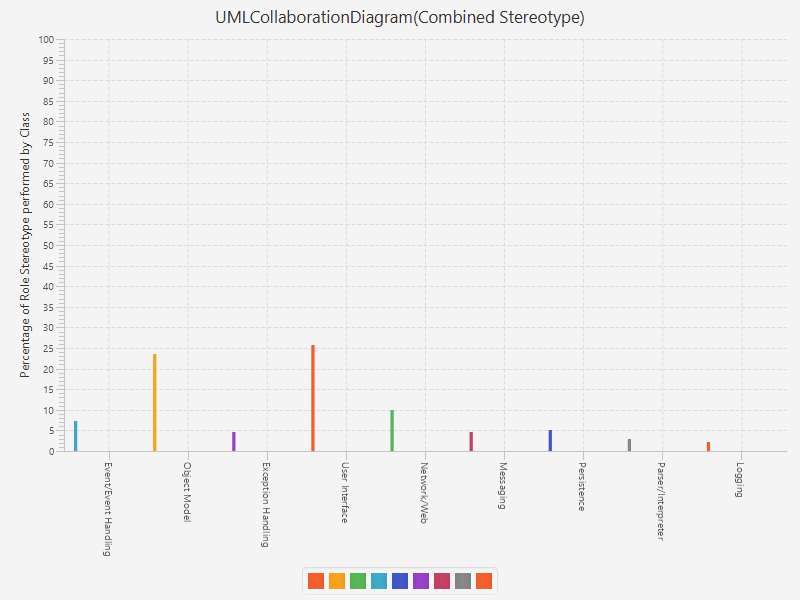 UMLCollaborationDiagram(Combined Stereotype)
Percentage of Role Stereotype performed by Class
100
95
90
85
80
75
70
65
60
55
50
45
40
35
30
25
20
15
10
5
0
Event/Event Handling
Object Model
Exception Handling
User Interface
Network/Web
Messaging
Persistence
Parser/Interpreter
Logging